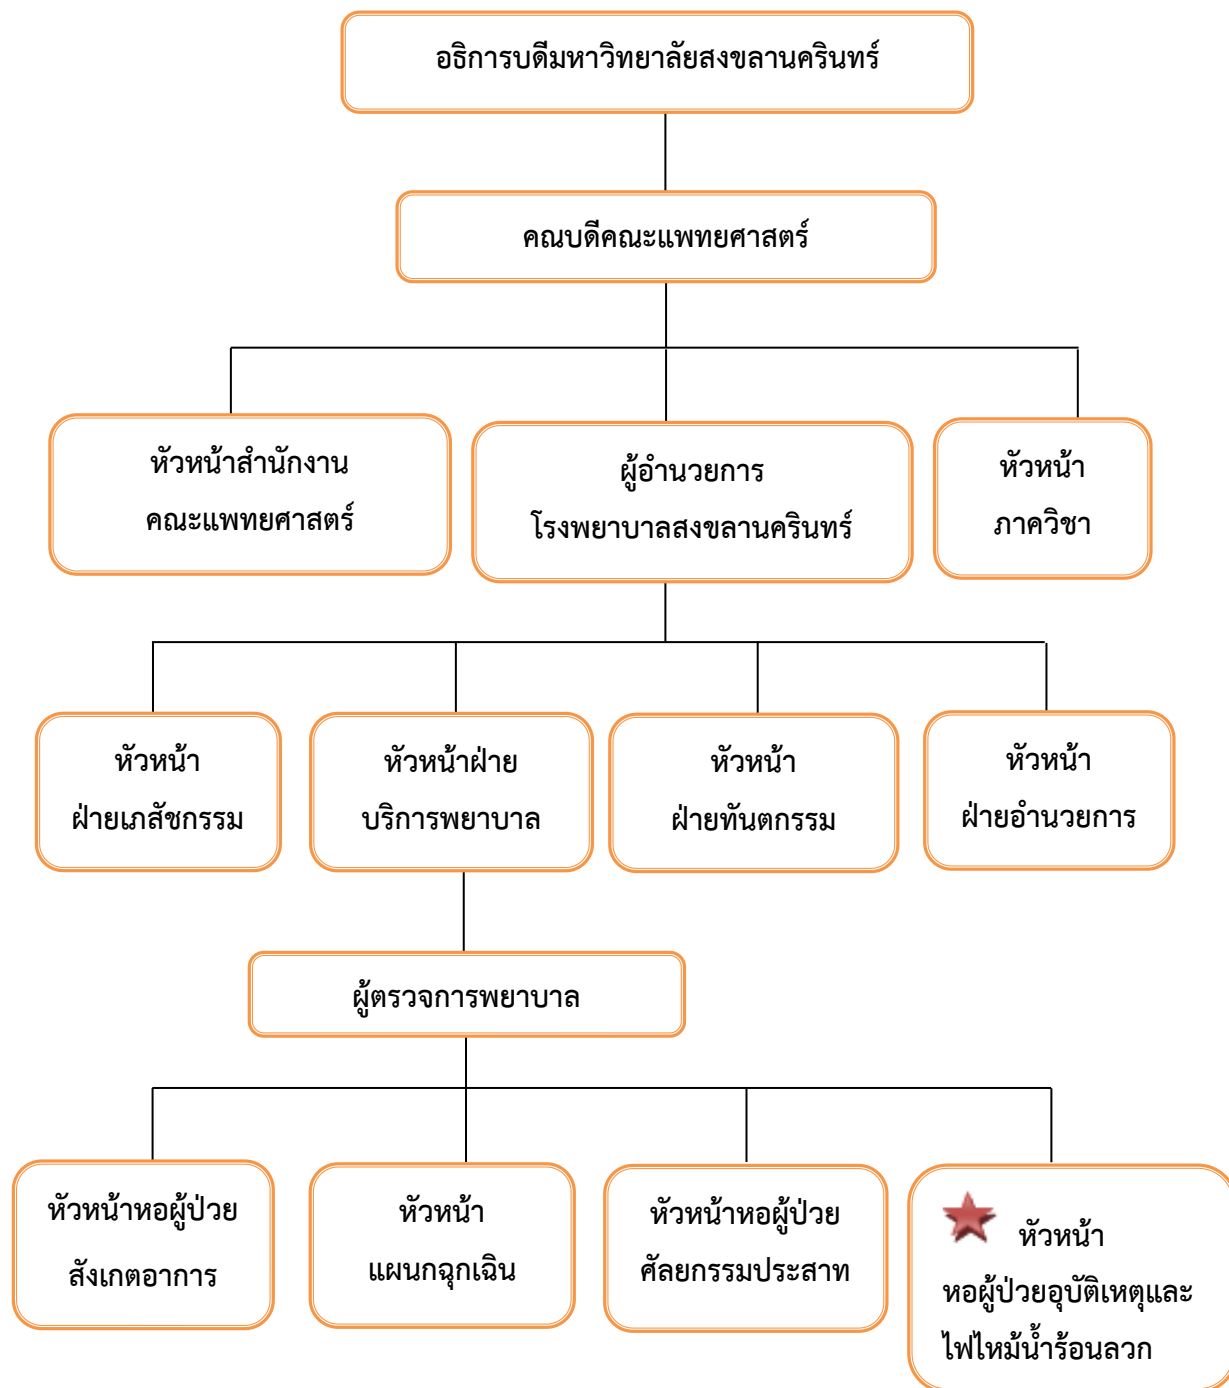 อธิการบดีมหาวิทยาลัยสงขลานครินทร์
คณบดีคณะแพทยศาสตร์
หัวหน้าสำนักงาน
คณะแพทยศาสตร์
ผู้อำนวยการ
โรงพยาบาลสงขลานครินทร์
หัวหน้า
ภาควิชา
หัวหน้า
ฝ่ายเภสัชกรรม
หัวหน้าฝ่าย
บริการพยาบาล
หัวหน้า
ฝ่ายทันตกรรม
หัวหน้า
ฝ่ายอำนวยการ
ผู้ตรวจการพยาบาล
หัวหน้าหอผู้ป่วย
สังเกตอาการ
หัวหน้า
แผนกฉุกเฉิน
หัวหน้าหอผู้ป่วย
ศัลยกรรมประสาท
หัวหน้า
หอผู้ป่วยอุบัติเหตุและ
ไฟไหม้น้ำร้อนลวก